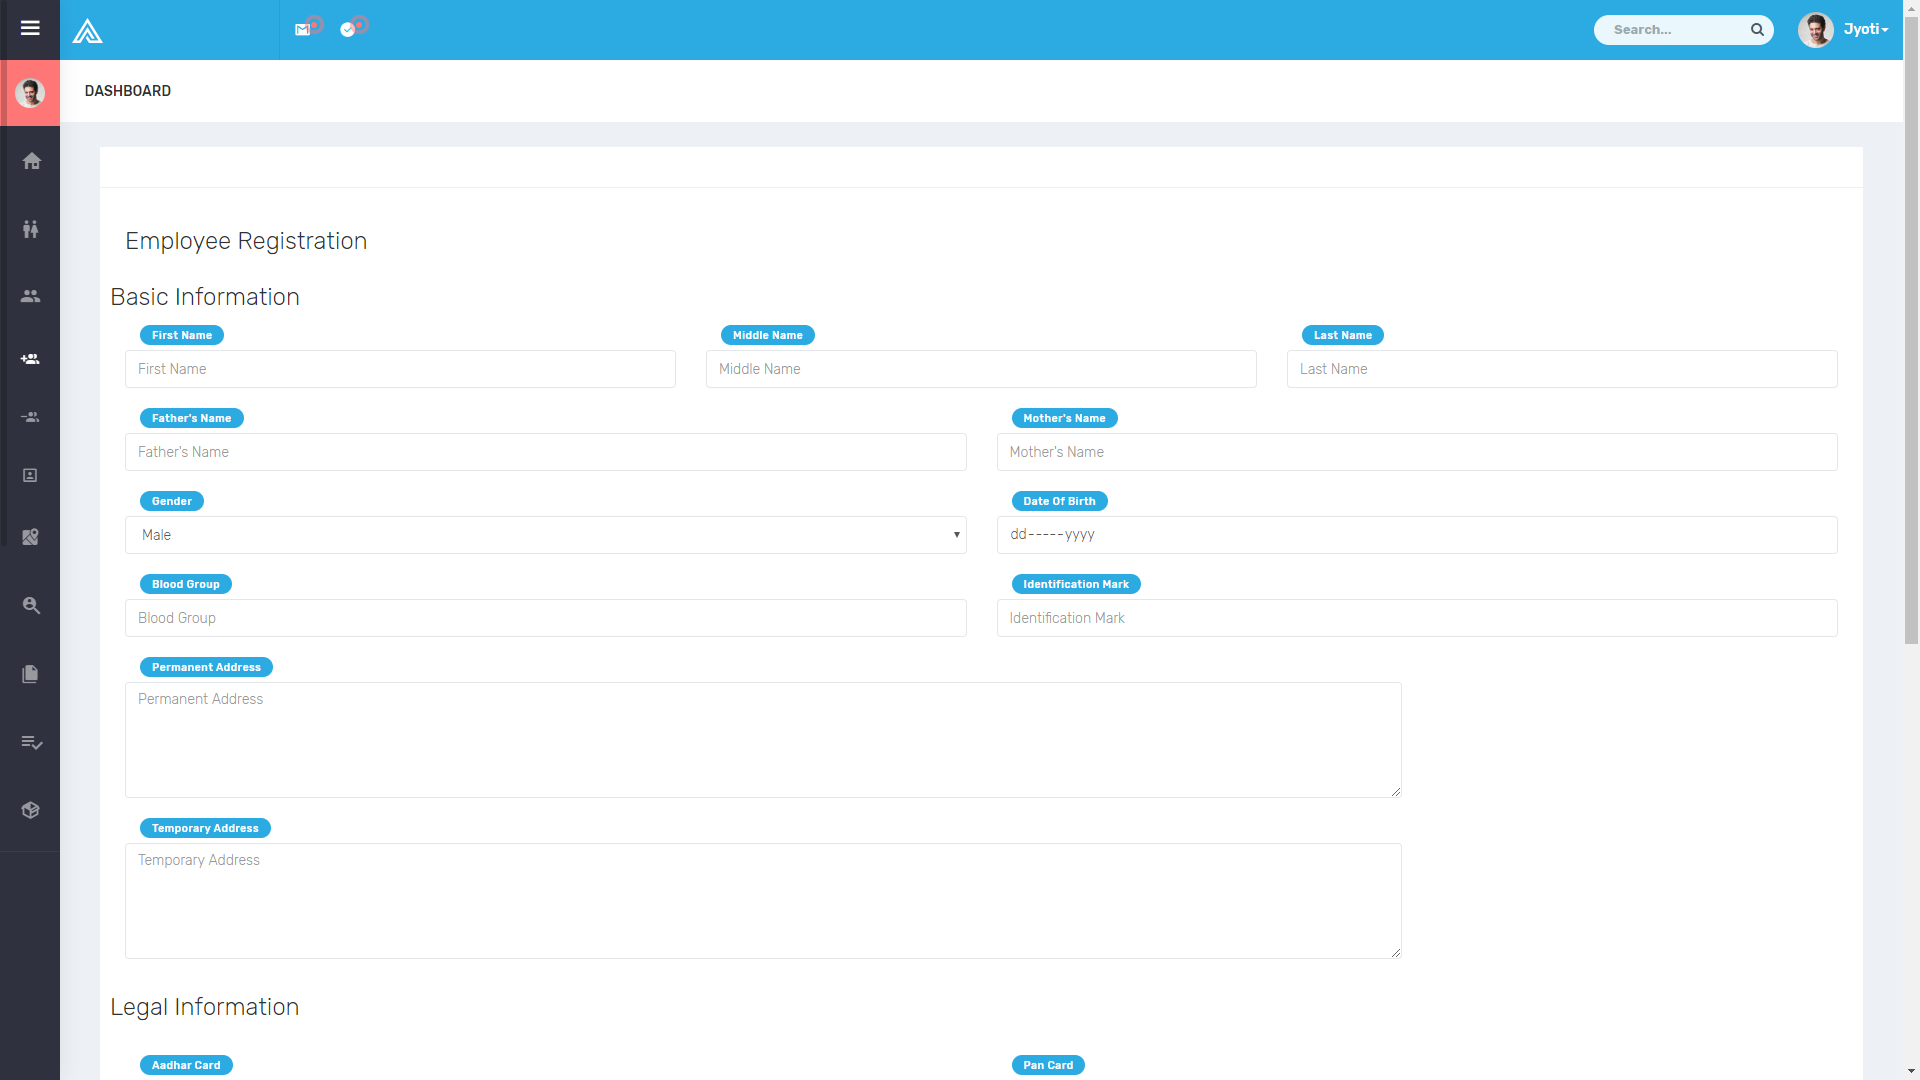 Search...
Jyoti
DASHBOARD
Employee Registration
Basic Information
First Name
Middle Name
Last Name
First Name
Middle Name
Last Name
Father's Name
Mother's Name
Father's Name
Mother's Name
Gender
Date Of Birth
Male
dd-----yyyy
Blood Group
Identification Mark
Blood Group
Identification Mark
Permanent Address
Permanent Address
Temporary Address
Temporary Address
Legal Information
Aadhar Card
Pan Card